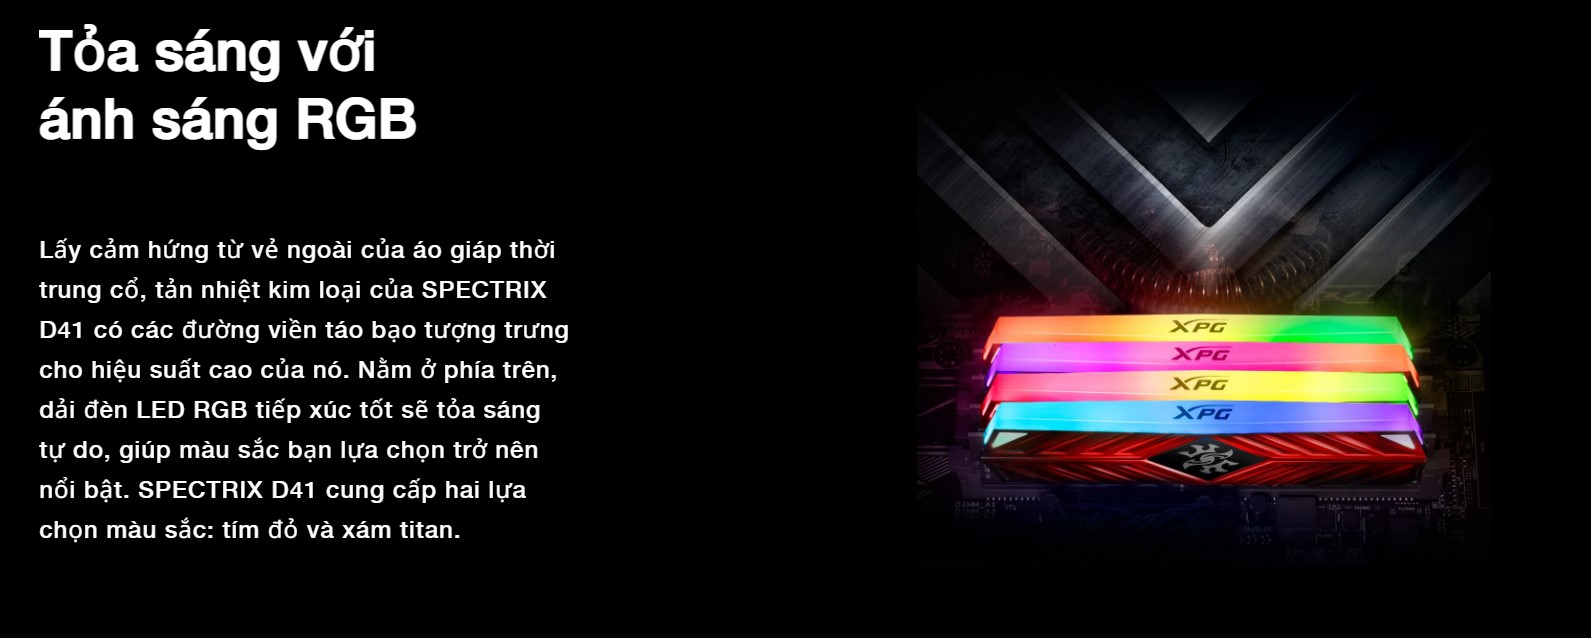 Tỏa sáng với
ánh sáng RGB
Lấy cảm hứng từ vẻ ngoài của áo giáp thời
trung cổ, tản nhiệt kim loại của SPECTRIX
D41 có các đường viền táo bạo tượng trưng
cho hiệu suất cao của nó. Nằm ở phía trên,
dải đèn LED RGB tiếp xúc tốt sẽ tỏa sáng
tự do, giúp màu sắc bạn lựa chọn trở nên
nổi bật. SPECTRIX D41 cung cấp hai lựa
chọn màu sắc: tím đỏ và xám titan.
XPG
XPG
XPG
XPG